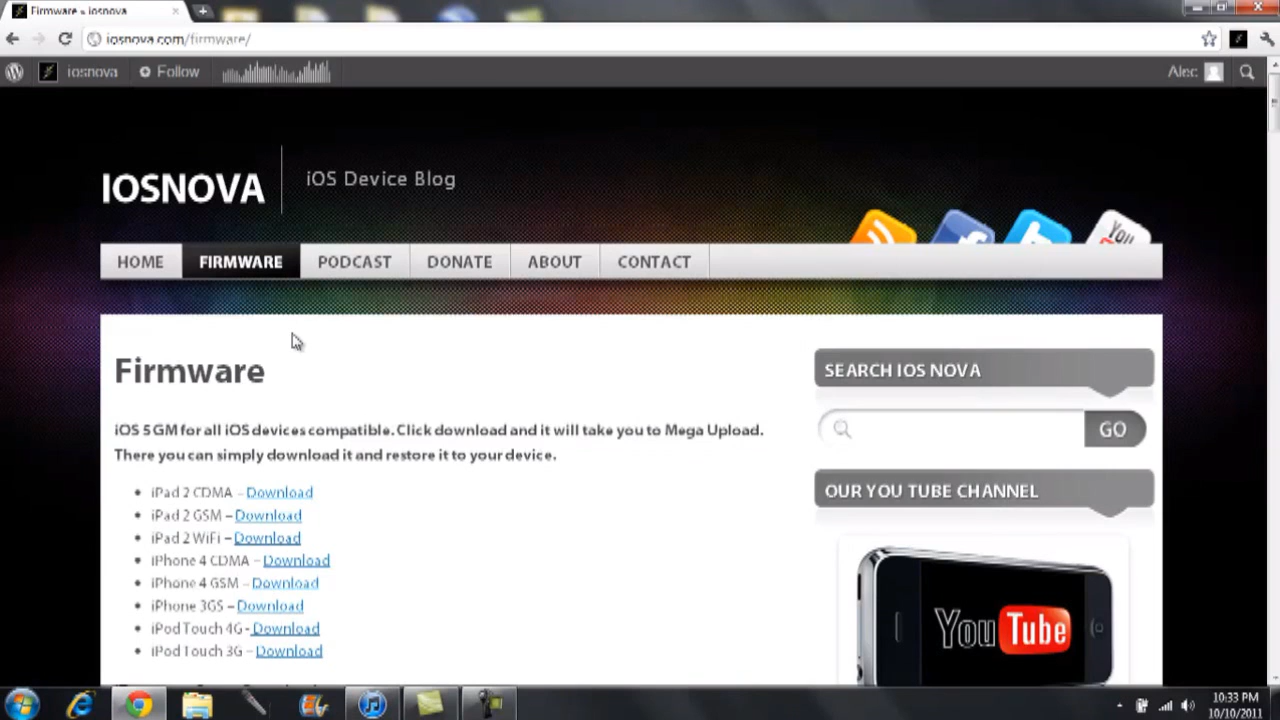 Firmware « iosnova
iosnova.com/firmware/
iosnova
Follow
Alec
IOSNOVA
iOS Device Blog
HOME
FIRMWARE
PODCAST
DONATE
ABOUT
CONTACT
You
Firmware
iOS 5 GM for all iOS devices compatible. Click download and it will take you to Mega Upload.
There you can simply download it and restore it to your device.
iPad 2 CDMA – Download
iPad 2 GSM – Download
iPad 2 WiFi – Download
iPhone 4 CDMA – Download
iPhone 4 GSM – Download
iPhone 3GS – Download
iPod Touch 4G - Download
iPod Touch 3G – Download
SEARCH IOS NOVA
GO
OUR YOU TUBE CHANNEL
YouTube
10:33 PM
10/10/2011